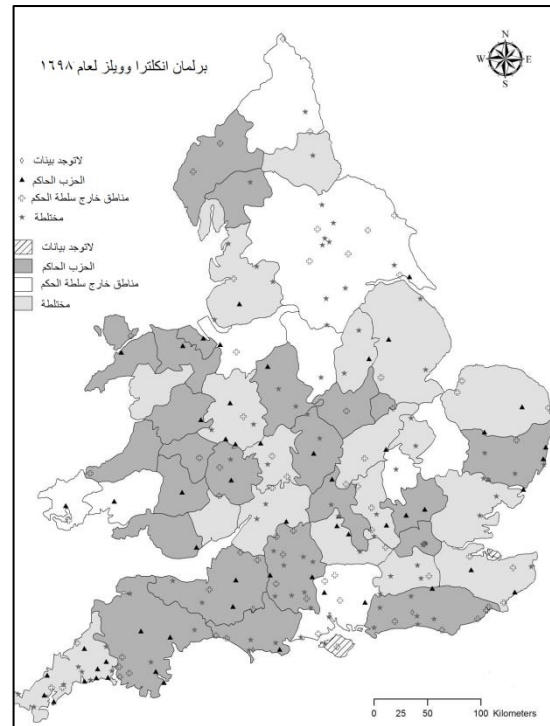 برلمان انكلترا وويلز لعام ١٦٩٨
N
W E
S
لاتوجد بينات
الحزب الحاكم
مناطق خارج سلطة الحكم
مختلطة
لاتوجد بيانات
الحزب الحاكم
مناطق خارج سلطة الحكم
مختلطة
0 25 50 100 Kilometers